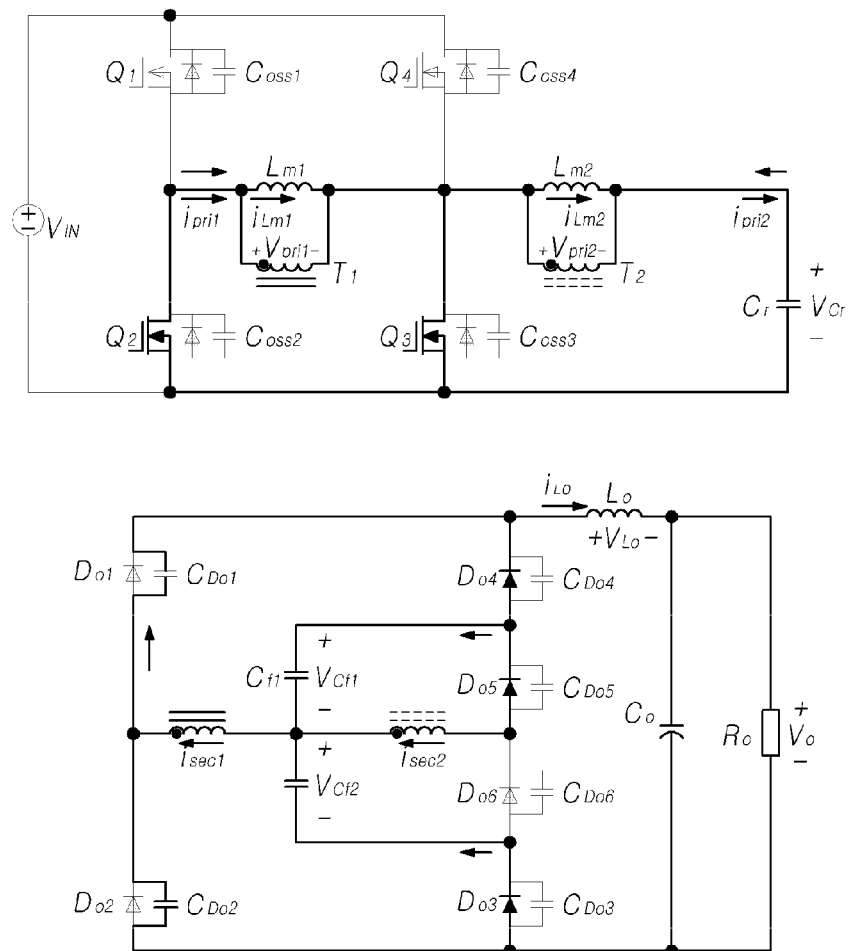 Q1 Coss1 Q4 Coss4
Lm1 Lm2
ipri1 iLm1 iLm2 ipri2
VIN
+Vpri1- +Vpri2-
T1 T2
+
Cr VCr
-
Q2 Coss2 Q3 Coss3
iLo Lo
+VLo-
Do1 CDo1 Do4 CDo4
+
Cf1 VCf1 Do5 CDo5
-
Co Ro + Vo -
isec1 isec2
+
VCf2 Do6 CDo6
-
Do2 CDo2 Do3 CDo3